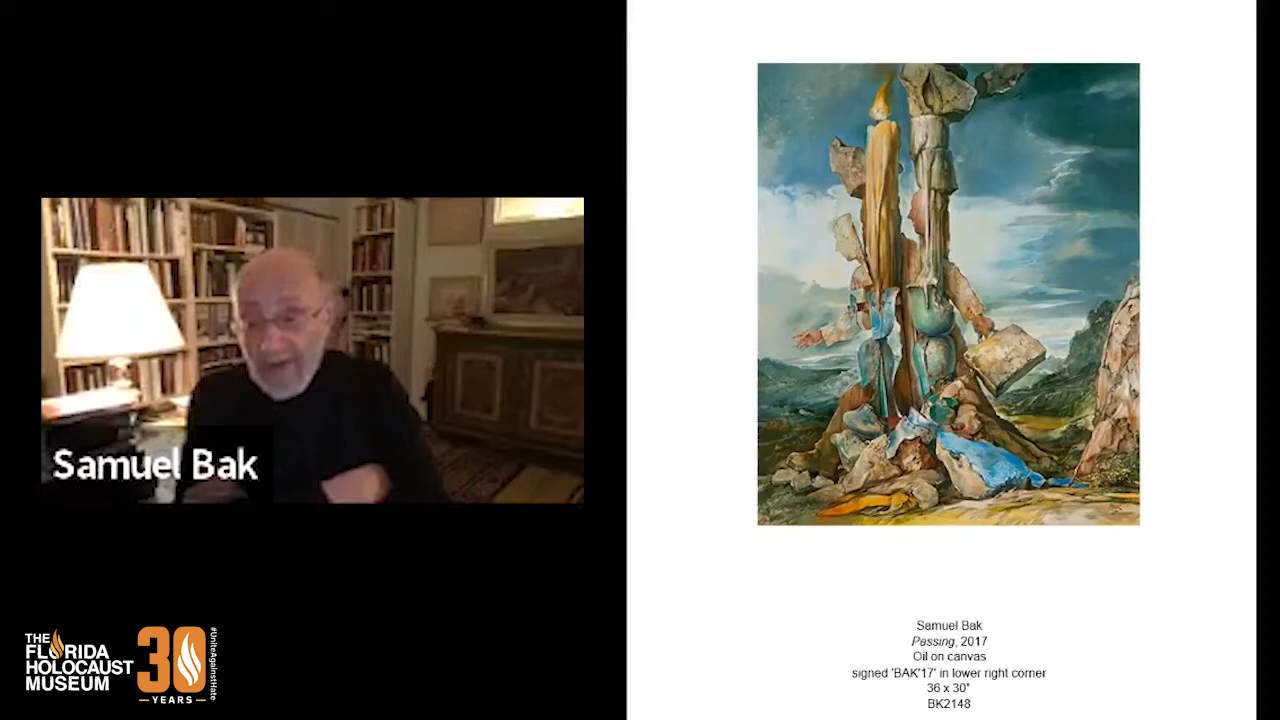 Samuel Bak
THE
FLORIDA
HOLOCAUST
MUSEUM
30
YEARS
#UniteAgainstHate
Samuel Bak
Passing, 2017
Oil on canvas
signed 'BAK'17' in lower right corner
36 x 30"
BK2148